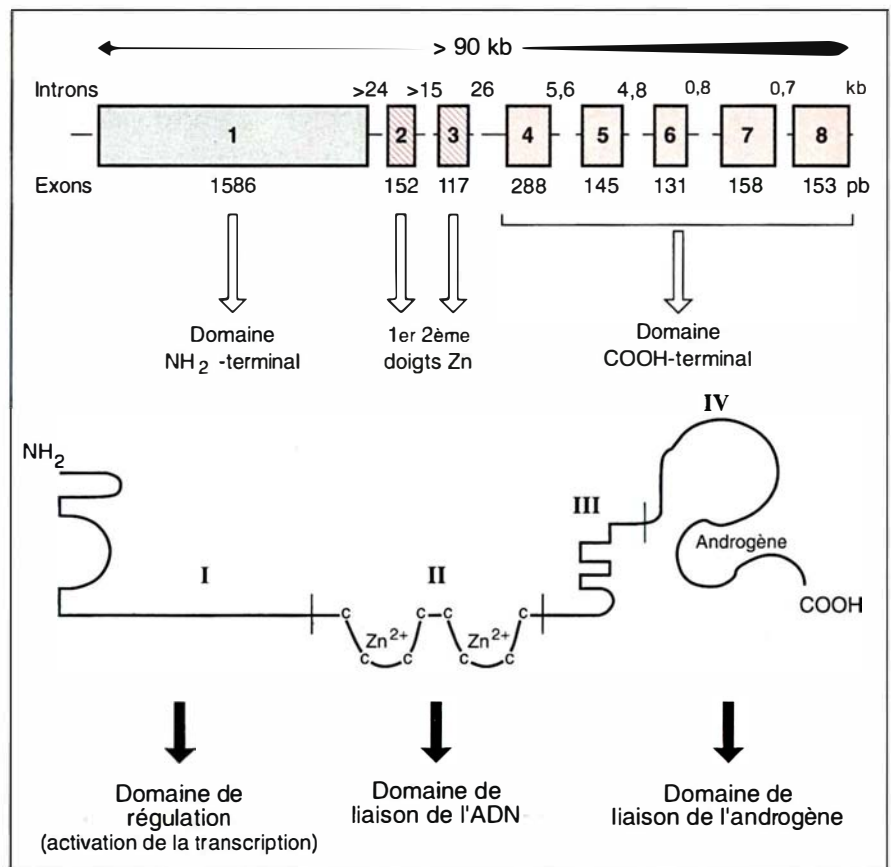 > 90 kb
Introns >24 >15 26 5,6 4,8 0,8 0,7 kb
1 2 3 4 5 6 7 8
Exons 1586 152 117 288 145 131 158 153 pb
Domaine
NH2 -terminal
1er 2ème
doigts Zn
Domaine
COOH-terminal
IV
NH2
III
Androgène
I II
COOH
C C C C
Zn2+ Zn2+
C C C C
Domaine de
régulation
(activation de la transcription)
Domaine de
liaison de l'ADN
Domaine de
liaison de l'androgène